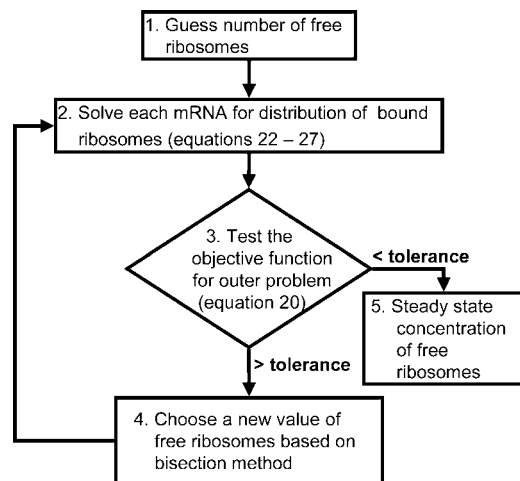 1. Guess number of free
ribosomes
2. Solve each mRNA for distribution of bound
ribosomes (equations 22 – 27)
3. Test the
objective function
for outer problem
(equation 20)
< tolerance
5. Steady state
concentration
of free
ribosomes
> tolerance
4. Choose a new value of
free ribosomes based on
bisection method